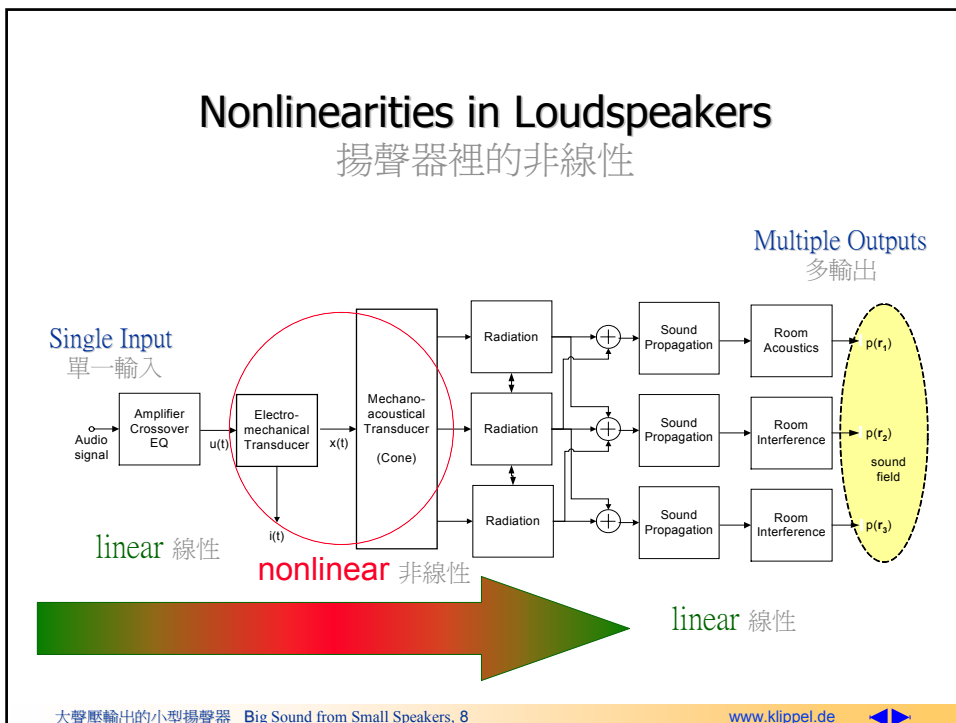 Nonlinearities in Loudspeakers
揚聲器裡的非線性
Multiple Outputs
多輸出
Single Input
單一輸入
Audio
signal
Amplifier
Crossover
EQ
u(t)
Electro-
mechanical
Transducer
i(t)
x(t)
Mechano-
acoustical
Transducer
(Cone)
Radiation
Radiation
Radiation
Sound
Propagation
Sound
Propagation
Sound
Propagation
Room
Acoustics
Room
Interference
Room
Interference
p(r1)
p(r2)
sound
field
p(r3)
linear 線性
nonlinear 非線性
linear 線性
大聲壓輸出的小型揚聲器 Big Sound from Small Speakers, 8
www.klippel.de